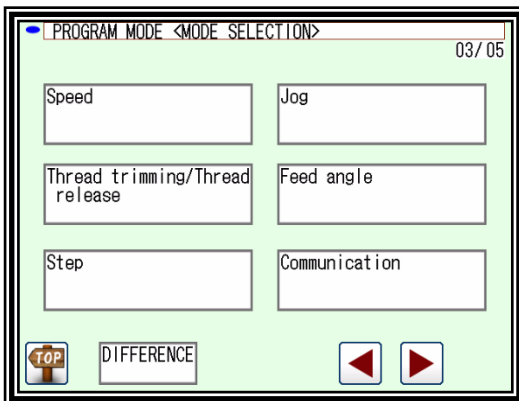 PROGRAM MODE <MODE SELECTION>
03/05
Speed
Jog
Thread trimming/Thread
release
Feed angle
Step
Communication
TOP
DIFFERENCE